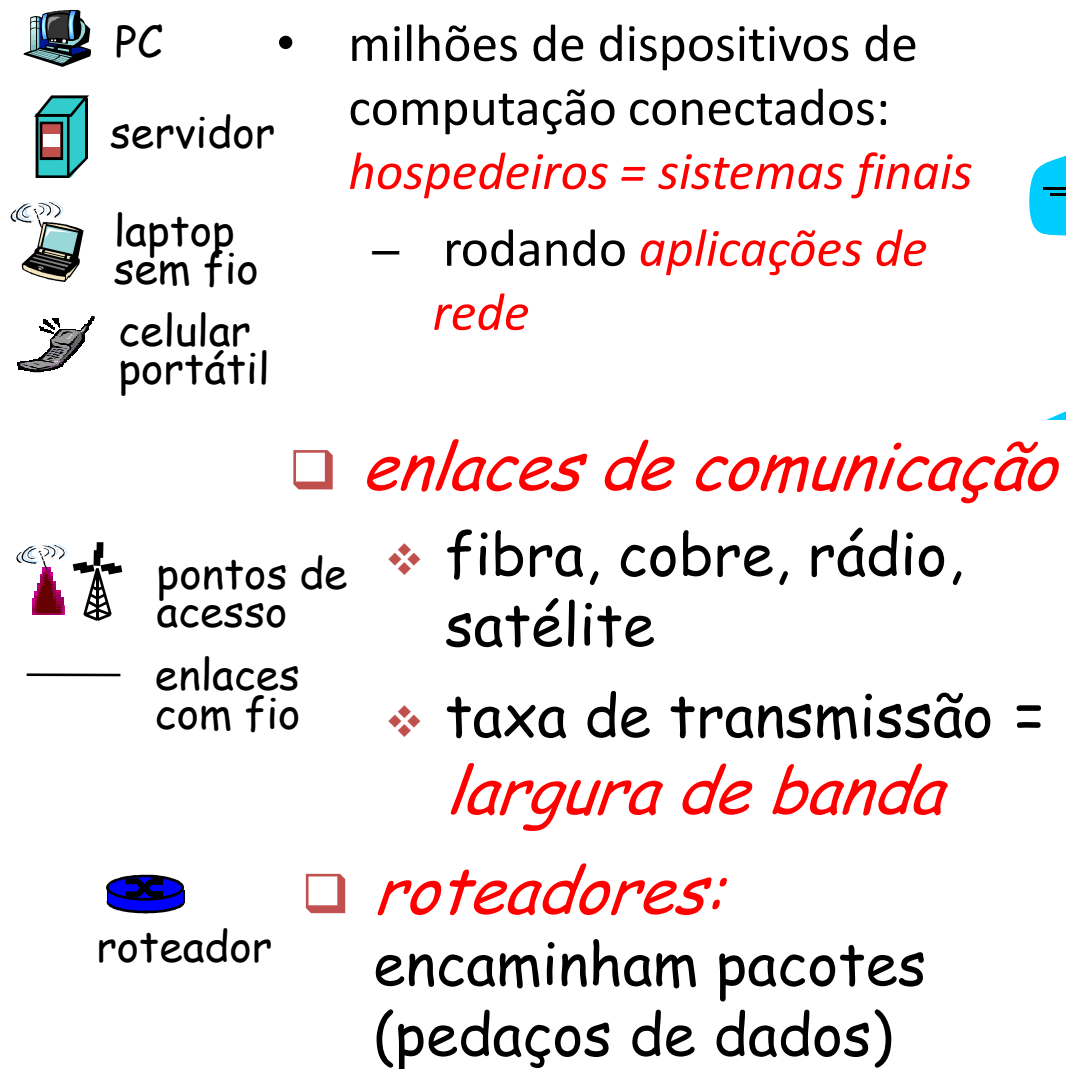 PC
servidor
laptop
sem fio
celular
portátil
• milhões de dispositivos de
computação conectados:
hospedeiros = sistemas finais
– rodando aplicações de
rede
❑ enlaces de comunicação
❖ fibra, cobre, rádio,
satélite
❖ taxa de transmissão =
largura de banda
pontos de
acesso
enlaces
com fio
roteador
❑ roteadores:
encaminham pacotes
(pedaços de dados)